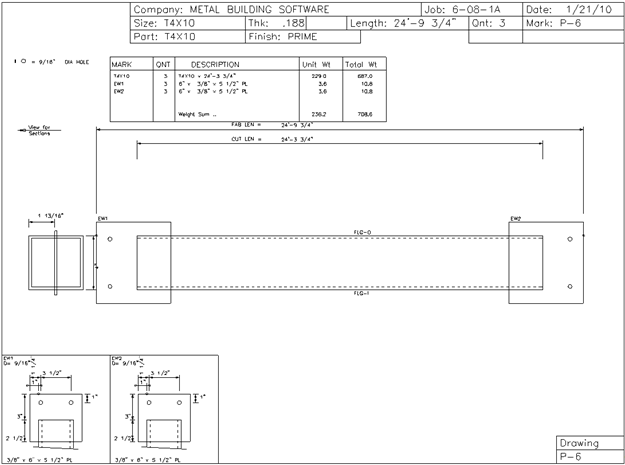 Company: METAL BUILDING SOFTWARE Job: 6-08-1A Date: 1/21/10
Size: T4X10 Thk: .188 Length: 24'-9 3/4" Qnt: 3 Mark: P-6
Part: T4X10 Finish: PRIME
O = 9/16" DIA HOLE
MARK QNT DESCRIPTION Unit Wt Total Wt
T4X10 3 T4X10 x 24'-3 3/4" 229.0 687.0
EW1 3 6" x 3/8" x 5 1/2" PL 3.6 10.8
EW2 3 6" x 3/8" x 5 1/2" PL 3.6 10.8
Weight Sum .. 236.2 708.6
View for
Sections
FAB LEN = 24'-9 3/4"
CUT LEN = 24'-3 3/4"
1 13/16"
EW1
EW2
FLG-O
FLG-I
EW1
D= 9/16"
3 1/2"
1"
1"
3"
2 1/2"
3/8" x 6" x 5 1/2" PL
EW2
D= 9/16"
3 1/2"
1"
1"
3"
2 1/2"
3/8" x 6" x 5 1/2" PL
Drawing
P-6